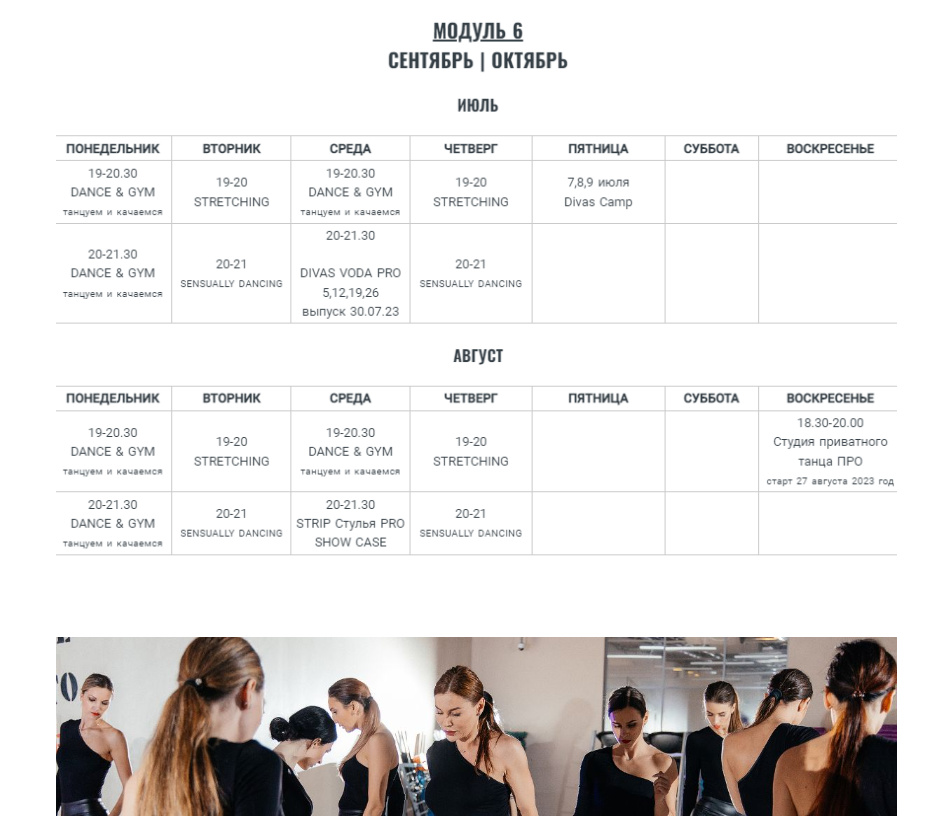 МОДУЛЬ 6
СЕНТЯБРЬ | ОКТЯБРЬ
ИЮЛЬ
ПОНЕДЕЛЬНИК ВТОРНИК СРЕДА ЧЕТВЕРГ ПЯТНИЦА СУББОТА ВОСКРЕСЕНЬЕ
19-20.30
DANCE & GYM
танцуем и качаемся
19-20
STRETCHING
19-20.30
DANCE & GYM
танцуем и качаемся
19-20
STRETCHING
7,8,9 июля
Divas Camp
20-21.30
DANCE & GYM
танцуем и качаемся
20-21
SENSUALLY DANCING
20-21.30
DIVAS VODA PRO
5,12,19,26
выпуск 30.07.23
20-21
SENSUALLY DANCING
АВГУСТ
ПОНЕДЕЛЬНИК ВТОРНИК СРЕДА ЧЕТВЕРГ ПЯТНИЦА СУББОТА ВОСКРЕСЕНЬЕ
19-20.30
DANCE & GYM
танцуем и качаемся
19-20
STRETCHING
19-20.30
DANCE & GYM
танцуем и качаемся
19-20
STRETCHING
18.30-20.00
Студия приватного
танца ПРО
старт 27 августа 2023 год
20-21.30
DANCE & GYM
танцуем и качаемся
20-21
SENSUALLY DANCING
20-21.30
STRIP Стулья PRO
SHOW CASE
20-21
SENSUALLY DANCING